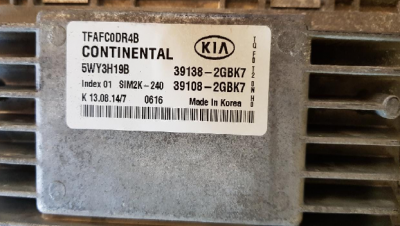 TFAFC0DR4B
CONTINENTAL KIA
5WY3H19B 39138-2GBK7
Index 01 SIM2K-240 39108-2GBK7
K 13.08.14/7 0616 Made in Korea